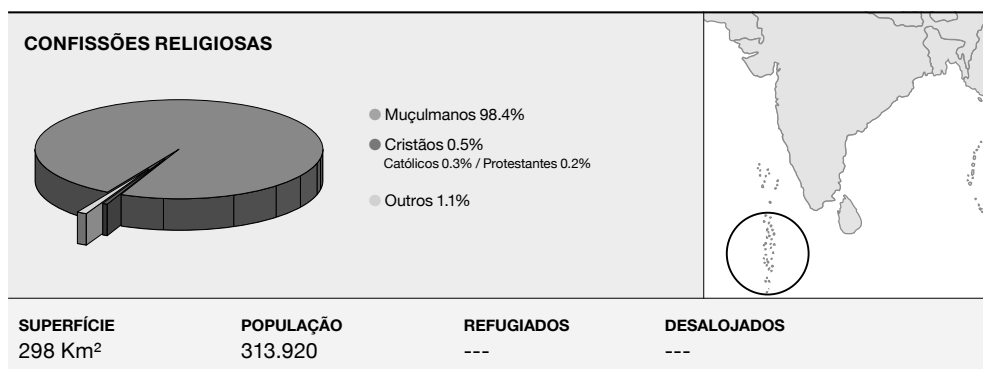 CONFISSÕES RELIGIOSAS
Muçulmanos 98.4%
Cristãos 0.5%
Católicos 0.3% / Protestantes 0.2%
Outros 1.1%
SUPERFÍCIE POPULAÇÃO REFUGIADOS DESALOJADOS
298 Km² 313.920 --- ---